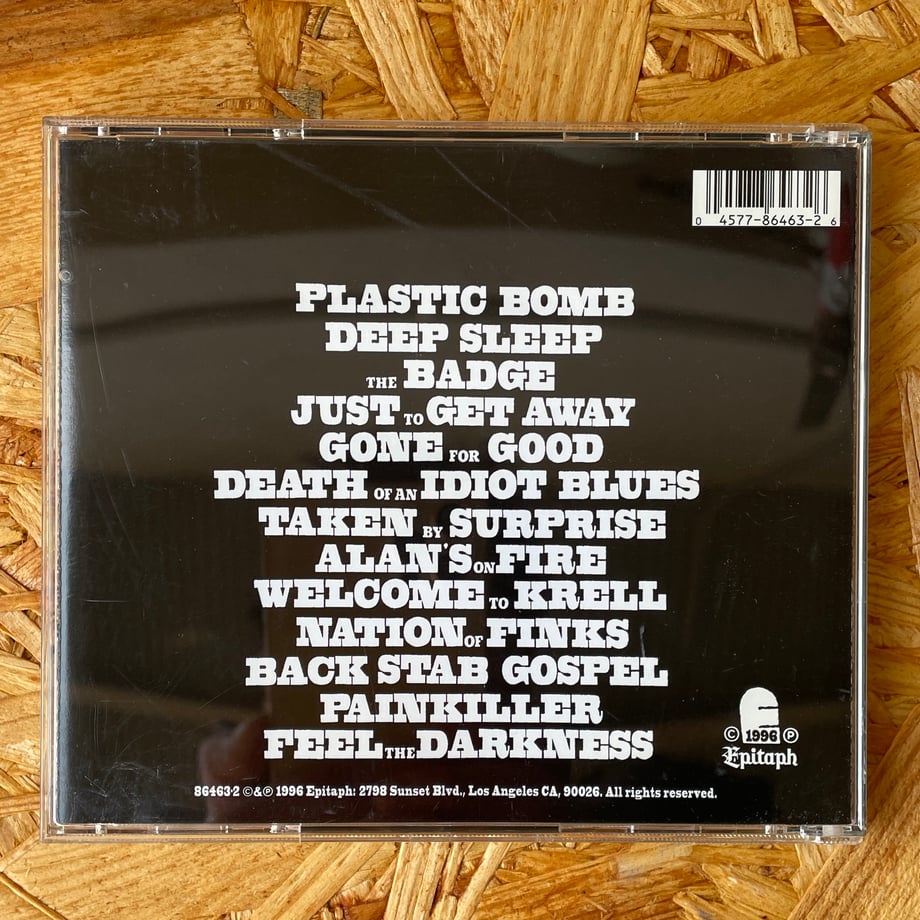 0 4577-86463-2 6
PLASTIC BOMB
DEEP SLEEP
THE BADGE
JUST TO GET AWAY
GONE FOR GOOD
DEATH OF AN IDIOT BLUES
TAKEN BY SURPRISE
ALAN'S ON FIRE
WELCOME TO KRELL
NATION OF FINKS
BACK STAB GOSPEL
PAINKILLER
FEEL THE DARKNESS
© 1996 ℗
Epitaph
86463-2 ©&℗ 1996 Epitaph: 2798 Sunset Blvd., Los Angeles CA, 90026. All rights reserved.